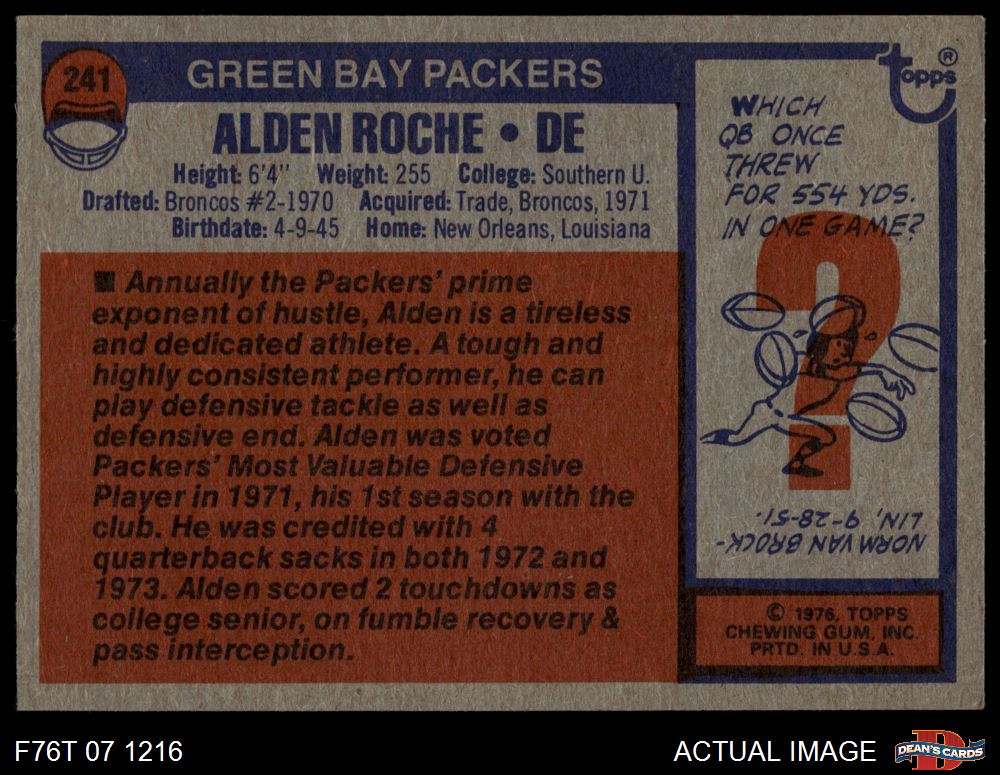 241
GREEN BAY PACKERS
ALDEN ROCHE • DE
Height: 6'4" Weight: 255 College: Southern U.
Drafted: Broncos #2-1970 Acquired: Trade, Broncos, 1971
Birthdate: 4-9-45 Home: New Orleans, Louisiana
■ Annually the Packers' prime
exponent of hustle, Alden is a tireless
and dedicated athlete. A tough and
highly consistent performer, he can
play defensive tackle as well as
defensive end. Alden was voted
Packers' Most Valuable Defensive
Player in 1971, his 1st season with the
club. He was credited with 4
quarterback sacks in both 1972 and
1973. Alden scored 2 touchdowns as
college senior, on fumble recovery &
pass interception.
topps®
WHICH
QB ONCE
THREW
FOR 554 YDS.
IN ONE GAME?
?
NORM VAN BROCK-
LIN, 9-28-51.
© 1976, TOPPS
CHEWING GUM, INC.
PRTD. IN U.S.A.
F76T 07 1216
ACTUAL IMAGE
D
DEAN'S CARDS